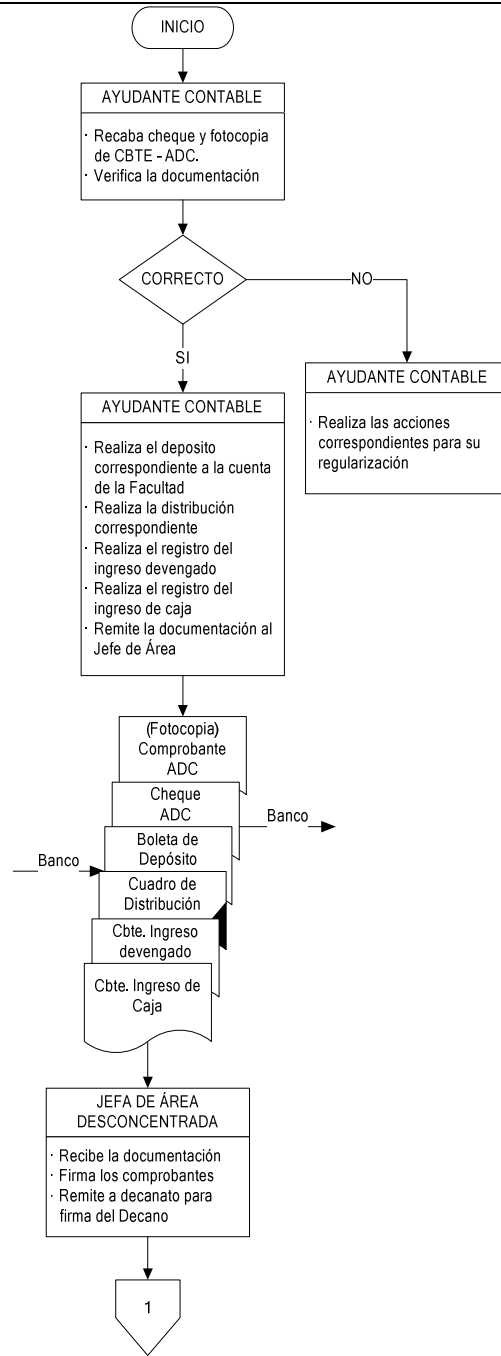 INICIO
AYUDANTE CONTABLE
· Recaba cheque y fotocopia
de CBTE - ADC.
· Verifica la documentación
CORRECTO
NO
SI
AYUDANTE CONTABLE
· Realiza las acciones
correspondientes para su
regularización
AYUDANTE CONTABLE
· Realiza el deposito
correspondiente a la cuenta
de la Facultad
· Realiza la distribución
correspondiente
· Realiza el registro del
ingreso devengado
· Realiza el registro del
ingreso de caja
· Remite la documentación al
Jefe de Área
(Fotocopia)
Comprobante
ADC
Cheque
ADC
Banco
Boleta de
Depósito
Banco
Cuadro de
Distribución
Cbte. Ingreso
devengado
Cbte. Ingreso de
Caja
JEFA DE ÁREA
DESCONCENTRADA
· Recibe la documentación
· Firma los comprobantes
· Remite a decanato para
firma del Decano
1